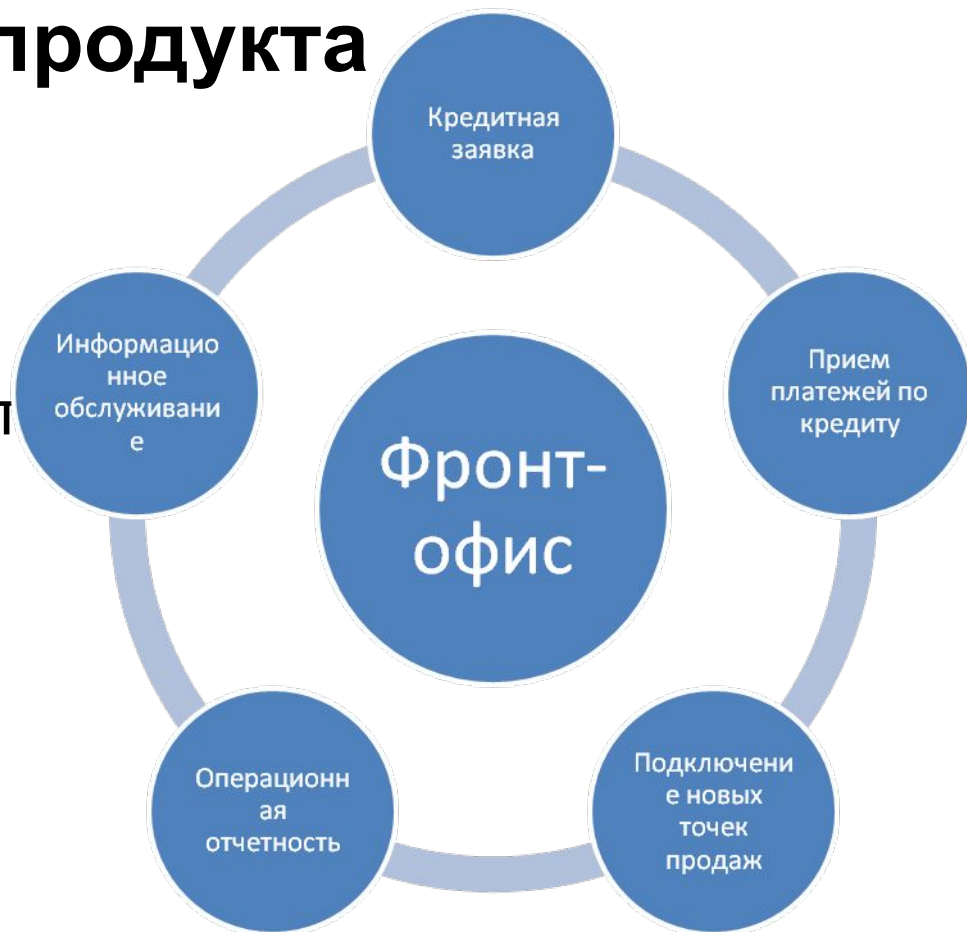 продукта
Кредитная
заявка
Прием
платежей по
кредиту
Подключени
е новых
точек
продаж
Операционн
ая
отчетность
Информацио
нное
обслуживани
е
Фронт-
офис